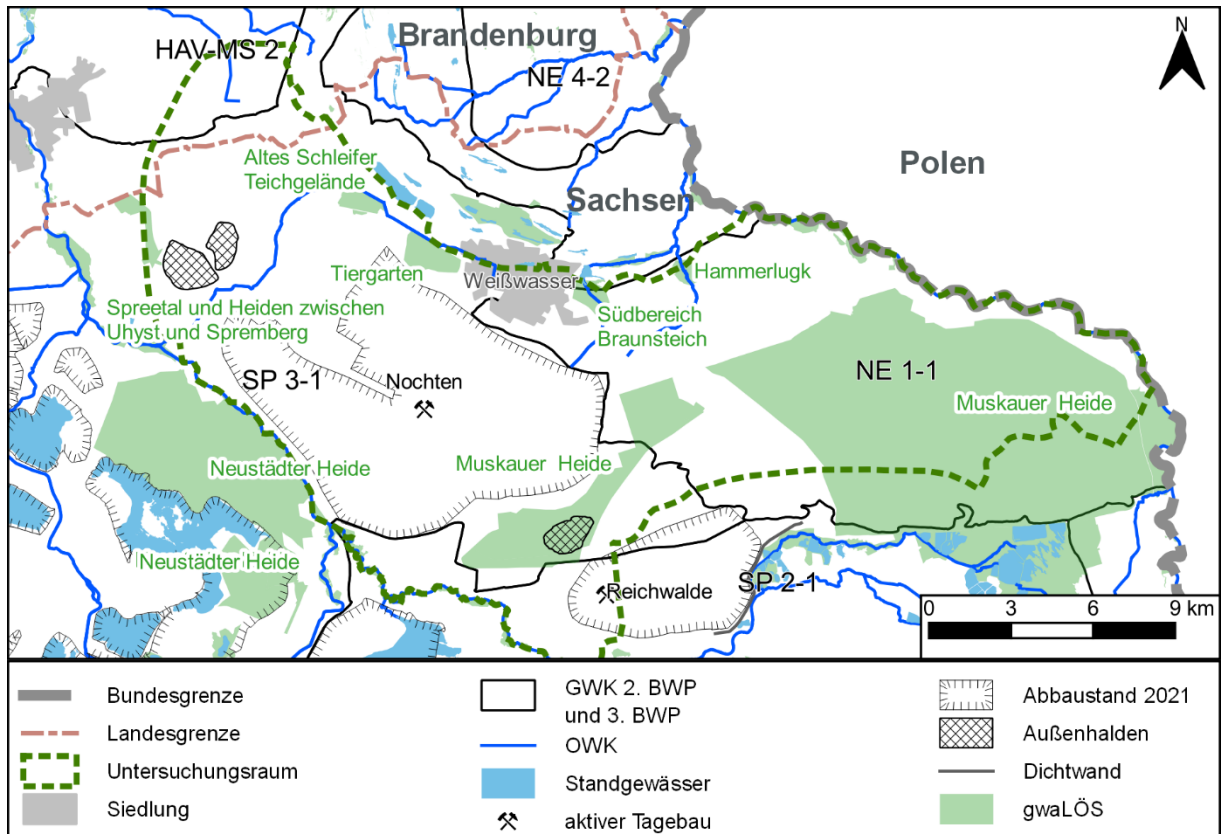 Brandenburg
HAV-MS 2
N
NE 4-2
Altes Schleifer
Teichgelände
Polen
Sachsen
Tiergarten
Weißwasser
Hammerlugk
Spreetal und Heiden zwischen
Uhyst und Spremberg
Südbereich
Braunsteich
SP 3-1
Nochten
NE 1-1
Muskauer Heide
Neustädter Heide
Muskauer Heide
Neustädter Heide
Reichwalde
SP 2-1
0 3 6 9 km
Bundesgrenze
Landesgrenze
Untersuchungsraum
Siedlung
GWK 2. BWP
und 3. BWP
OWK
Standgewässer
aktiver Tagebau
Abbaustand 2021
Außenhalden
Dichtwand
gwaLÖS